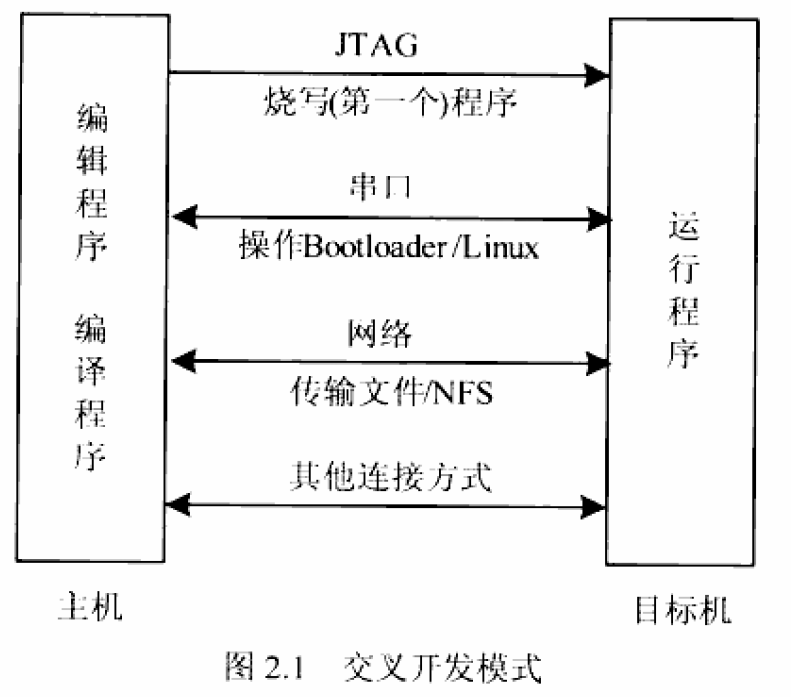 JTAG
烧写(第一个)程序
串口
操作Bootloader/Linux
网络
传输文件/NFS
其他连接方式
编辑程序
编译程序
运行程序
主机
目标机
图 2.1 交叉开发模式